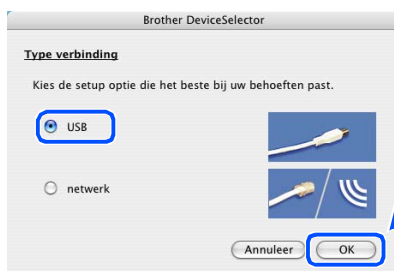 Brother DeviceSelector
Type verbinding
Kies de setup optie die het beste bij uw behoeften past.
USB
netwerk
Annuleer OK